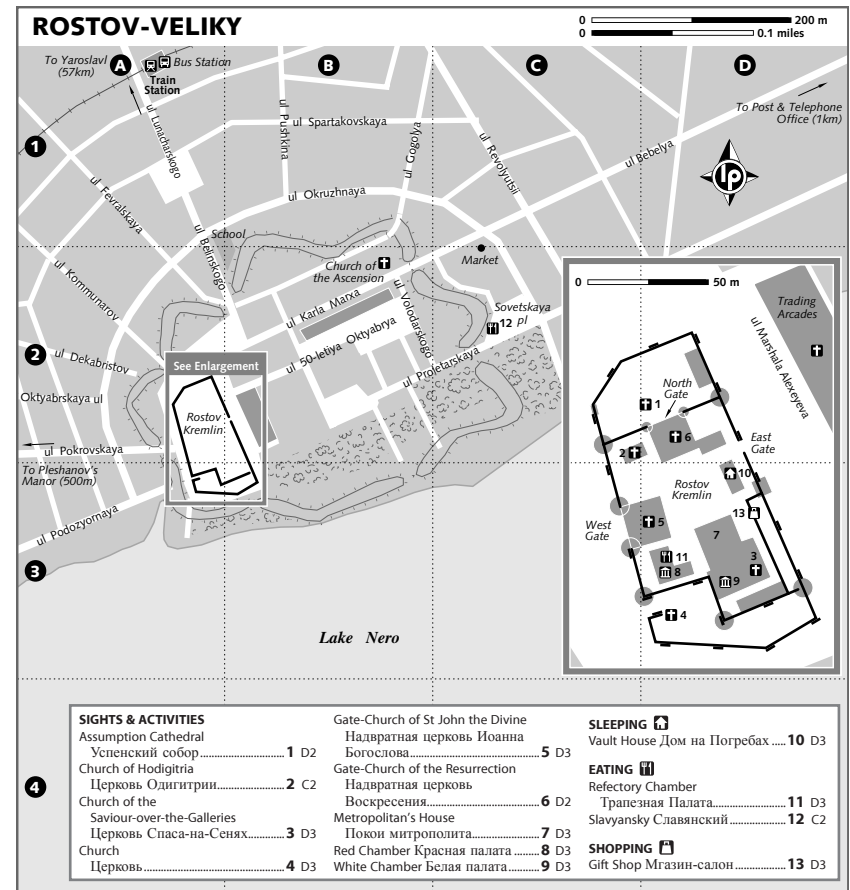 ROSTOV-VELIKY
0 200 m
0 0.1 miles
A
B
C
D
1
2
3
4
To Yaroslavl
(57km)
Bus Station
Train
Station
ul Lunacharskogo
ul Pushkina
ul Spartakovskaya
ul Gogolya
ul Revolyutsii
ul Bebelya
To Post & Telephone
Office (1km)
lp
ul Fevralskaya
ul Okruzhnaya
School
ul Belinskogo
Church of
the Ascension
Market
ul Kommunarov
ul Karla Marxa
ul Volodarskogo
Sovetskaya
pl
12
ul 50-letiya Oktyabrya
ul Proletarskaya
ul Dekabristov
Oktyabrskaya ul
See Enlargement
Rostov
Kremlin
ul Pokrovskaya
To Pleshanov's
Manor (500m)
ul Podozyornaya
Lake Nero
0 50 m
Trading
Arcades
ul Marshala Alexeyeva
North
Gate
1
6
2
East
Gate
10
Rostov
Kremlin
13
5
West
Gate
7
11
3
8
9
4
SIGHTS & ACTIVITIES
Assumption Cathedral
Успенский собор.....................1 D2
Church of Hodigitria
Церковь Одигитрии.....................2 C2
Church of the
Saviour-over-the-Galleries
Церковь Спаса-на-Сенях.............3 D3
Church
Церковь.....................4 D3
Gate-Church of St John the Divine
Надвратная церковь Иоанна
Богослова.....................5 D3
Gate-Church of the Resurrection
Надвратная церковь
Воскресения.....................6 D2
Metropolitan's House
Покои митрополита.....................7 D3
Red Chamber Красная палата ..8 D3
White Chamber Белая палата..9 D3
SLEEPING
Vault House Дом на Погребах .....10 D3
EATING
Refectory Chamber
Трапезная Палата.....................11 D3
Slavyansky Славянский.....................12 C2
SHOPPING
Gift Shop Мгазин-салон.....................13 D3